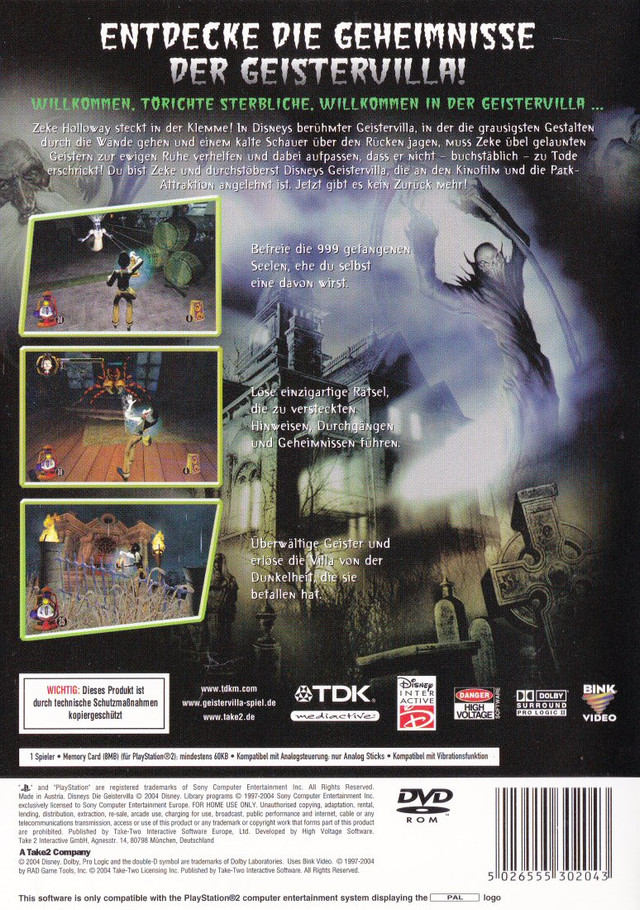 ENTDECKE DIE GEHEIMNISSE
DER GEISTERVILLA!
WILLKOMMEN, TÖRICHTE STERBLICHE, WILLKOMMEN IN DER GEISTERVILLA ...
Zeke Holloway steckt in der Klemme! In Disneys berühmter Geistervilla, in der die grausigsten Gestalten
durch die Wände gehen und einem kalte Schauer über den Rücken jagen, muss Zeke übel gelaunten
Geistern zur ewigen Ruhe verhelfen und dabei aufpassen, dass er nicht – buchstäblich – zu Tode
erschrickt! Du bist Zeke und durchstöberst Disneys Geistervilla, die an den Kinofilm und die Park-
Attraktion angelehnt ist. Jetzt gibt es kein Zurück mehr!
Befreie die 999 gefangenen
Seelen, ehe du selbst
eine davon wirst.
Löse einzigartige Rätsel,
die zu versteckten
Hinweisen, Durchgängen
und Geheimnissen führen.
Überwältige Geister und
erlöse die Villa von der
Dunkelheit, die sie
befallen hat.
WICHTIG: Dieses Produkt ist
durch technische Schutzmaßnahmen
kopiergeschützt
www.tdkm.com
www.geistervilla-spiel.de
www.take2.de
TDK
mediactive
Disney
INTER
ACTIVE
DANGER
HIGH
VOLTAGE
SOFTWARE
DOLBY
SURROUND
PRO LOGIC II
BINK
VIDEO
1 Spieler • Memory Card (8MB) (für PlayStation®2): mindestens 60KB • Kompatibel mit Analogsteuerung: nur Analog Sticks • Kompatibel mit Vibrationsfunktion
" " and "PlayStation" are registered trademarks of Sony Computer Entertainment Inc. All Rights Reserved.
Made in Austria. Disneys Die Geistervilla © 2004 Disney. Library programs © 1997-2004 Sony Computer Entertainment Inc.
exclusively licensed to Sony Computer Entertainment Europe. FOR HOME USE ONLY. Unauthorised copying, adaptation, rental,
lending, distribution, extraction, re-sale, arcade use, charging for use, broadcast, public performance and internet, cable or any
telecommunications transmission, access or use of this product or any trademark or copyright work that forms part of this product
are prohibited. Published by Take-Two Interactive Software Europe, Ltd. Developed by High Voltage Software.
Take 2 Interactive GmbH, Agnesstr. 14, 80798 München, Deutschland
A Take2 Company
© 2004 Disney. Dolby, Pro Logic and the double-D symbol are trademarks of Dolby Laboratories. Uses Bink Video. © 1997-2004
by RAD Game Tools, Inc. © 2004 Take-Two Licensing Inc. Published by Take-Two Interactive Software. All Rights Reserved.
DVD
ROM
5 026555 302043
This software is only compatible with the PlayStation®2 computer entertainment system displaying the PAL logo